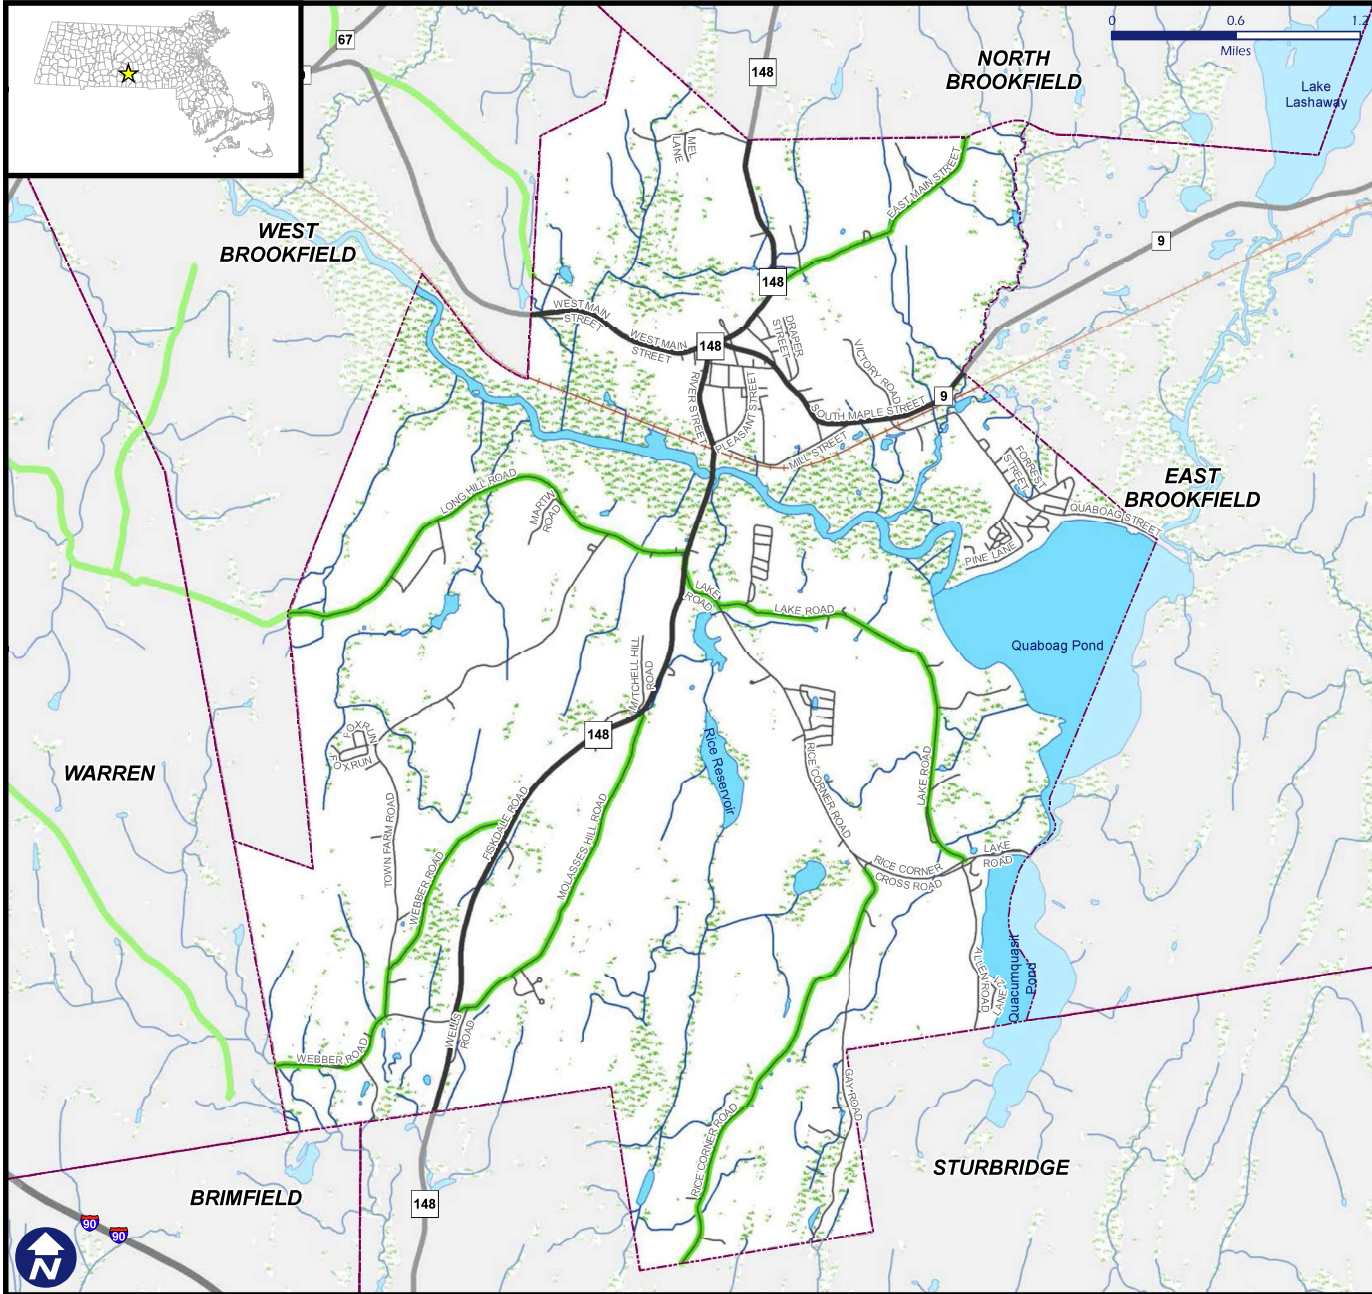 0 0.6 1.2
Miles
67
148
NORTH
BROOKFIELD
Lake
Lashaway
MEL
LANE
EAST MAIN STREET
WEST
BROOKFIELD
9
148
WEST MAIN
STREET
WEST MAIN
STREET
148
DRAPER
STREET
VICTORY ROAD
RIVER STREET
PLEASANT STREET
SOUTH MAPLE STREET
9
MILL STREET
FORREST
STREET
EAST
BROOKFIELD
QUABOAG STREET
LONG HILL ROAD
MARTIN
ROAD
PINE LANE
LAKE
ROAD
LAKE ROAD
Quaboag Pond
MITCHELL HILL
ROAD
148
FOX RUN
FOX RUN
WARREN
Rice Reservoir
RICE CORNER ROAD
LAKE ROAD
TOWN FARM ROAD
FISKDALE ROAD
WEBBER ROAD
MOLASSES HILL ROAD
LAKE
ROAD
RICE CORNER
CROSS ROAD
ALLEN ROAD
LANE
Quacumquasit
Pond
WELLS
ROAD
WEBBER ROAD
GAY ROAD
RICE CORNER ROAD
STURBRIDGE
BRIMFIELD
148
90
90
N